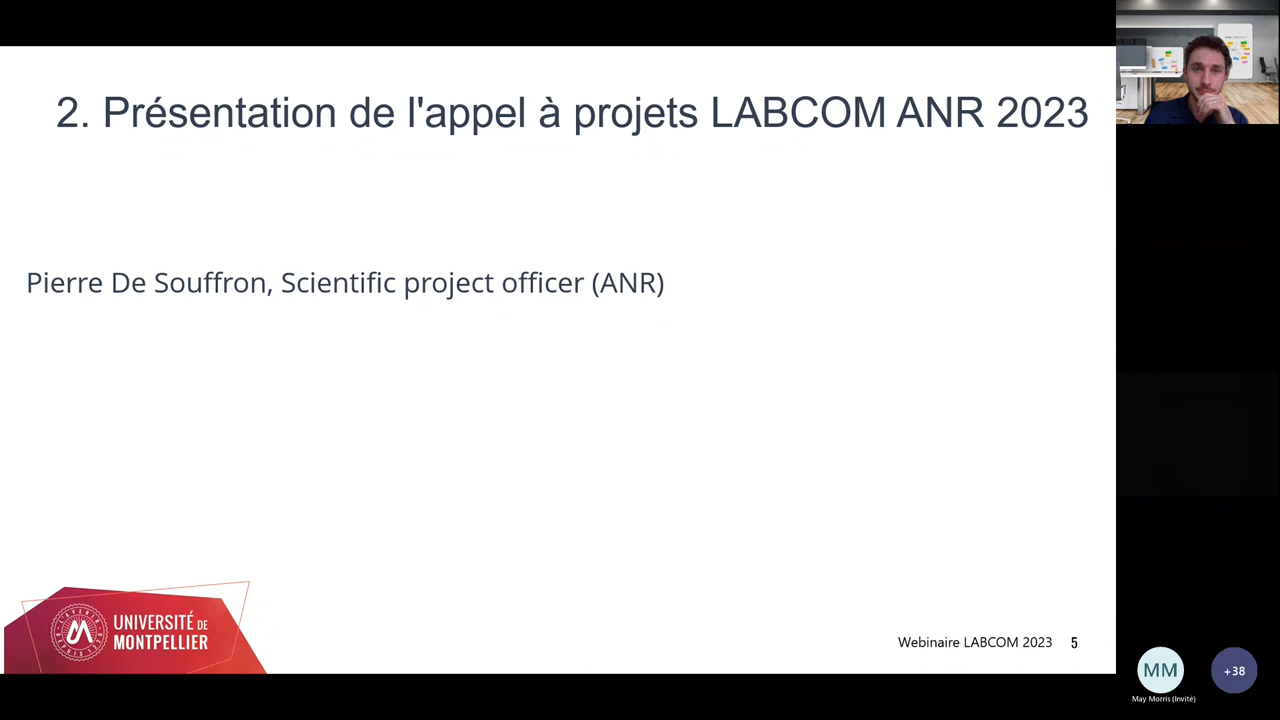 2. Présentation de l'appel à projets LABCOM ANR 2023
Pierre De Souffron, Scientific project officer (ANR)
UNIVERSITÉ DE
MONTPELLIER
Webinaire LABCOM 2023 5
MM
+38
May Morris (Invité)